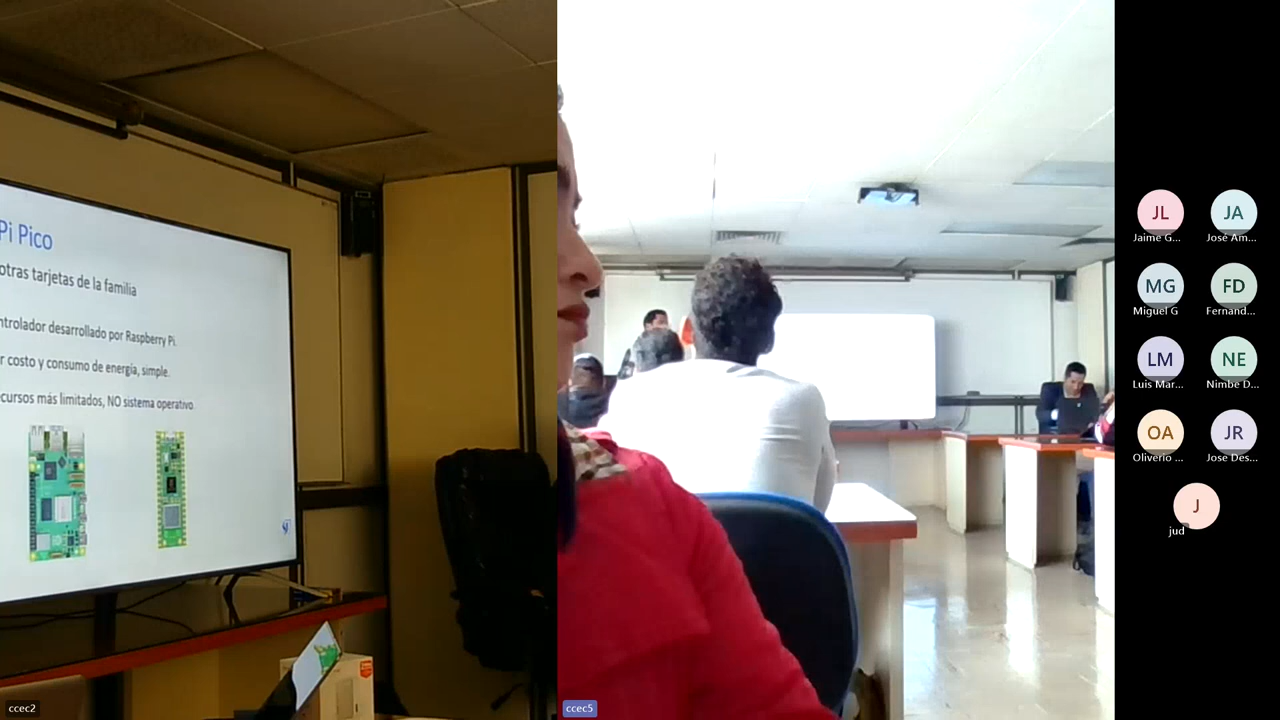 Pi Pico
otras tarjetas de la familia
ntrolador desarrollado por Raspberry Pi.
r costo y consumo de energía, simple.
ecursos más limitados, NO sistema operativo.
ccec2
ccec5
JL
Jaime G...
JA
Jose Am...
MG
Miguel G
FD
Fernand...
LM
Luis Mar...
NE
Nimbe D...
OA
Oliverio ...
JR
Jose Des...
J
jud